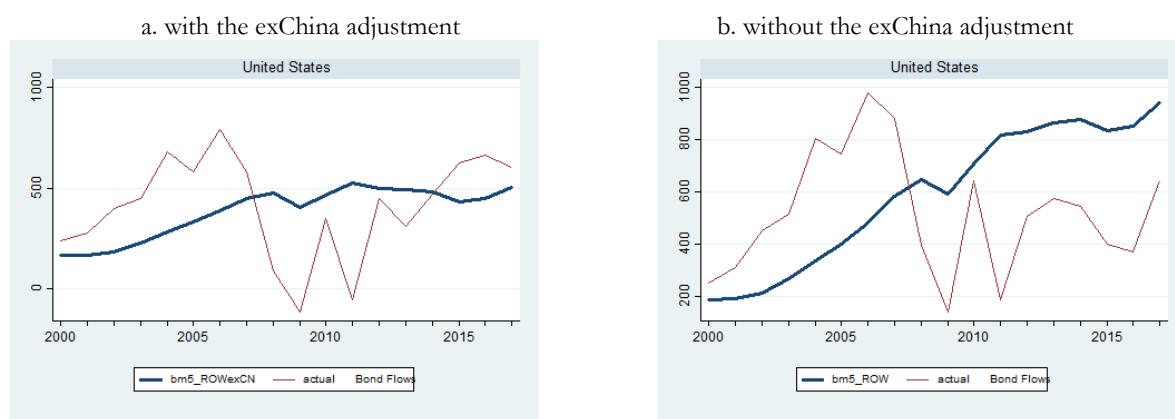 a. with the exChina adjustment
United States
1000
500
0
2000
2005
2010
2015
bm5_ROWexCN
actual
Bond Flows
b. without the exChina adjustment
United States
1000
800
600
400
200
2000
2005
2010
2015
bm5_ROW
actual
Bond Flows